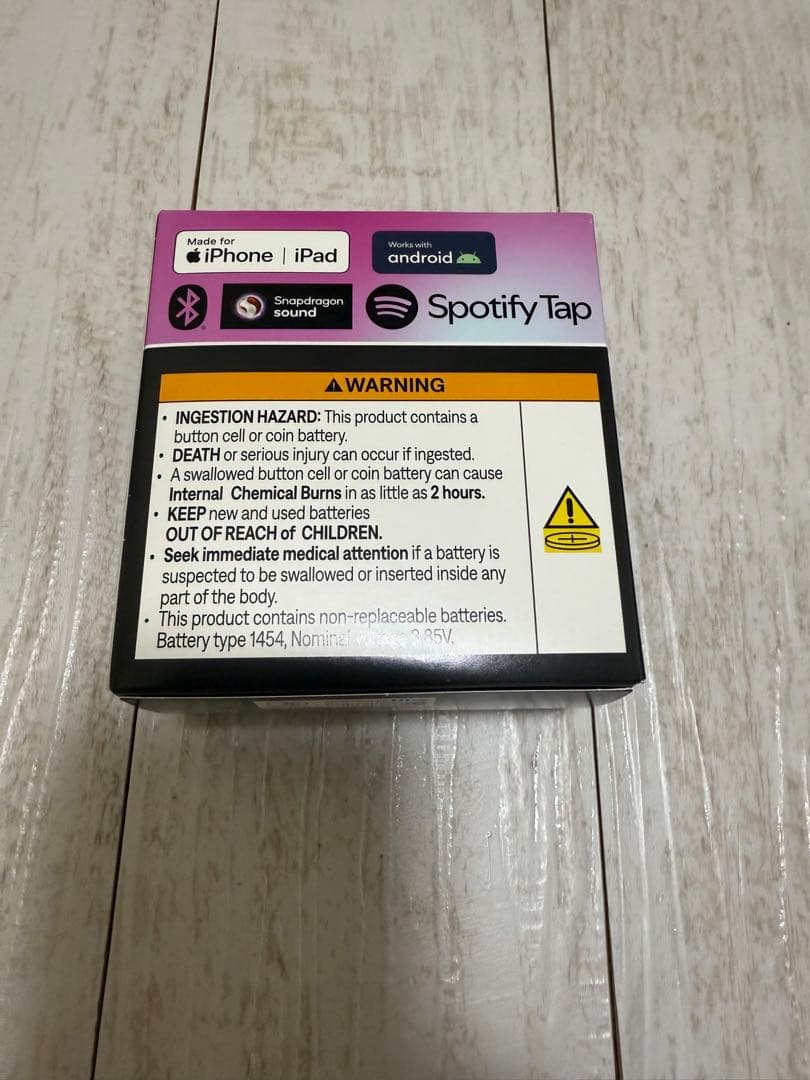 Made for
iPhone | iPad
Works with
android
Snapdragon
sound
Spotify Tap
WARNING
• INGESTION HAZARD: This product contains a
button cell or coin battery.
• DEATH or serious injury can occur if ingested.
• A swallowed button cell or coin battery can cause
Internal Chemical Burns in as little as 2 hours.
• KEEP new and used batteries
OUT OF REACH of CHILDREN.
• Seek immediate medical attention if a battery is
suspected to be swallowed or inserted inside any
part of the body.
• This product contains non-replaceable batteries.
Battery type 1454, Nominal 3.85V.